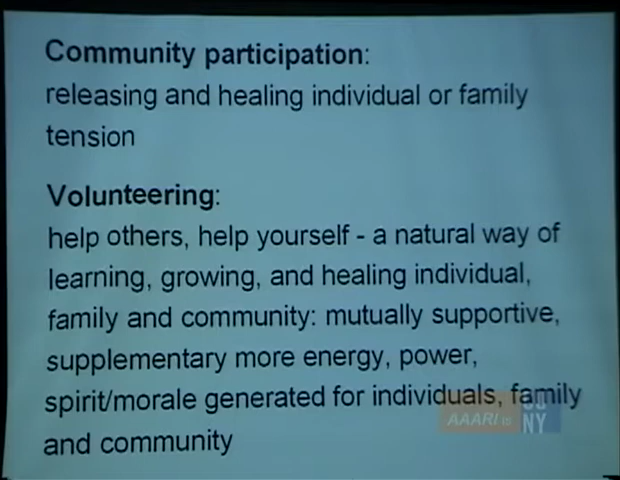 Community participation:
releasing and healing individual or family
tension
Volunteering:
help others, help yourself - a natural way of
learning, growing, and healing individual,
family and community: mutually supportive,
supplementary more energy, power,
spirit/morale generated for individuals, family
and community
AAARI
NY